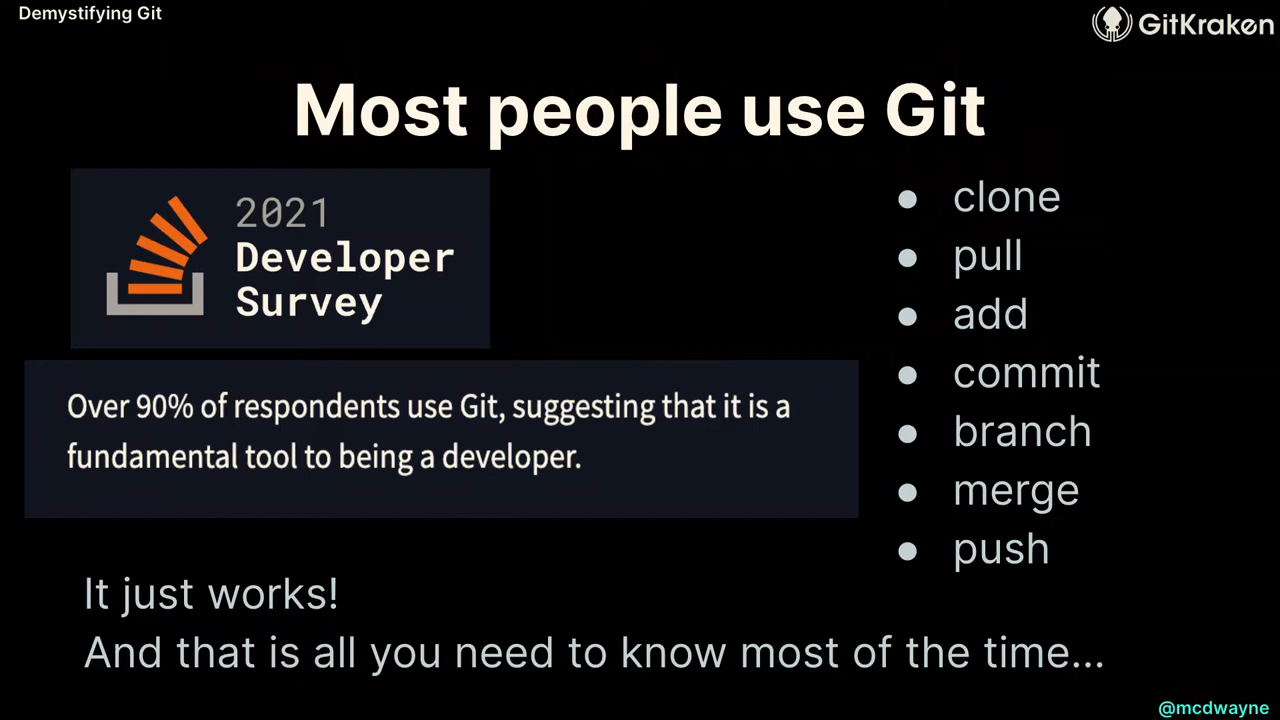 Demystifying Git
GitKraken
Most people use Git
2021
Developer
Survey
Over 90% of respondents use Git, suggesting that it is a
fundamental tool to being a developer.
● clone
● pull
● add
● commit
● branch
● merge
● push
It just works!
And that is all you need to know most of the time...
@mcdwayne